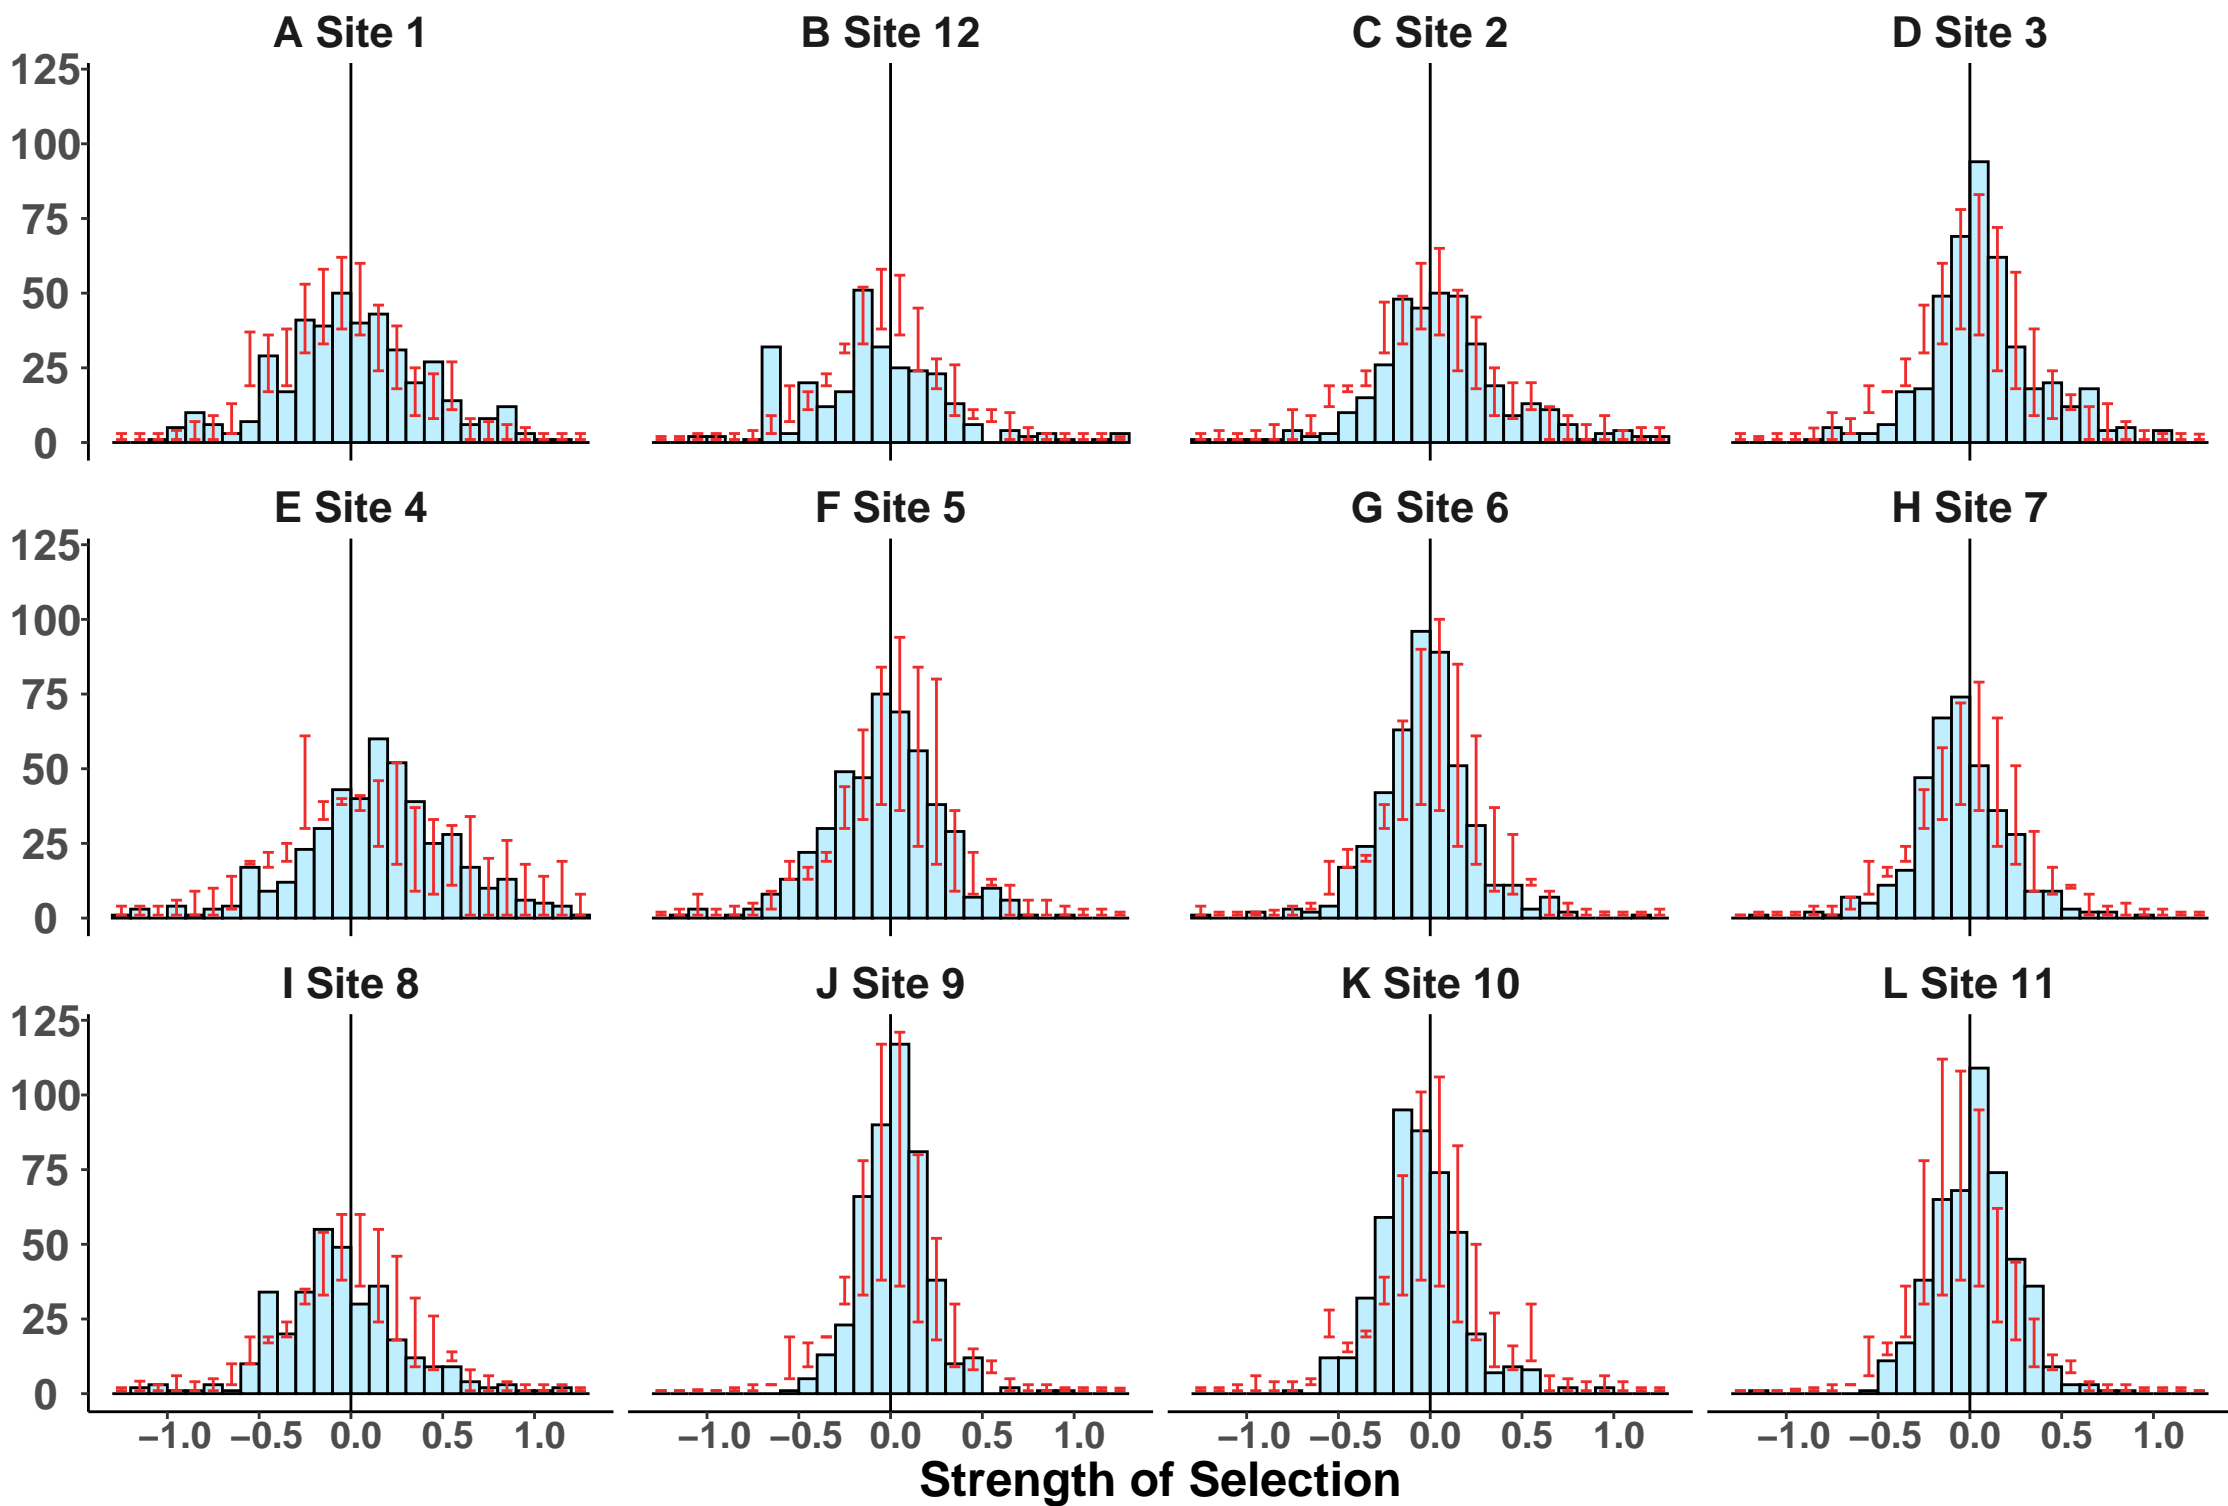 A Site 1
B Site 12
C Site 2
D Site 3
125
100
75
50
25
0
E Site 4
F Site 5
G Site 6
H Site 7
125
100
75
50
25
0
I Site 8
J Site 9
K Site 10
L Site 11
125
100
75
50
25
0
−1.0 −0.5 0.0 0.5 1.0
−1.0 −0.5 0.0 0.5 1.0
−1.0 −0.5 0.0 0.5 1.0
−1.0 −0.5 0.0 0.5 1.0
Strength of Selection